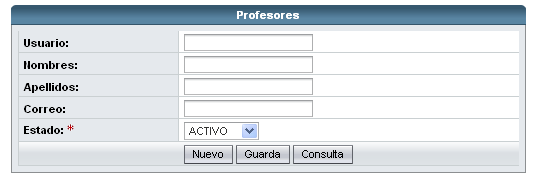 Profesores
Usuario:
Nombres:
Apellidos:
Correo:
Estado: * ACTIVO
Nuevo Guarda Consulta